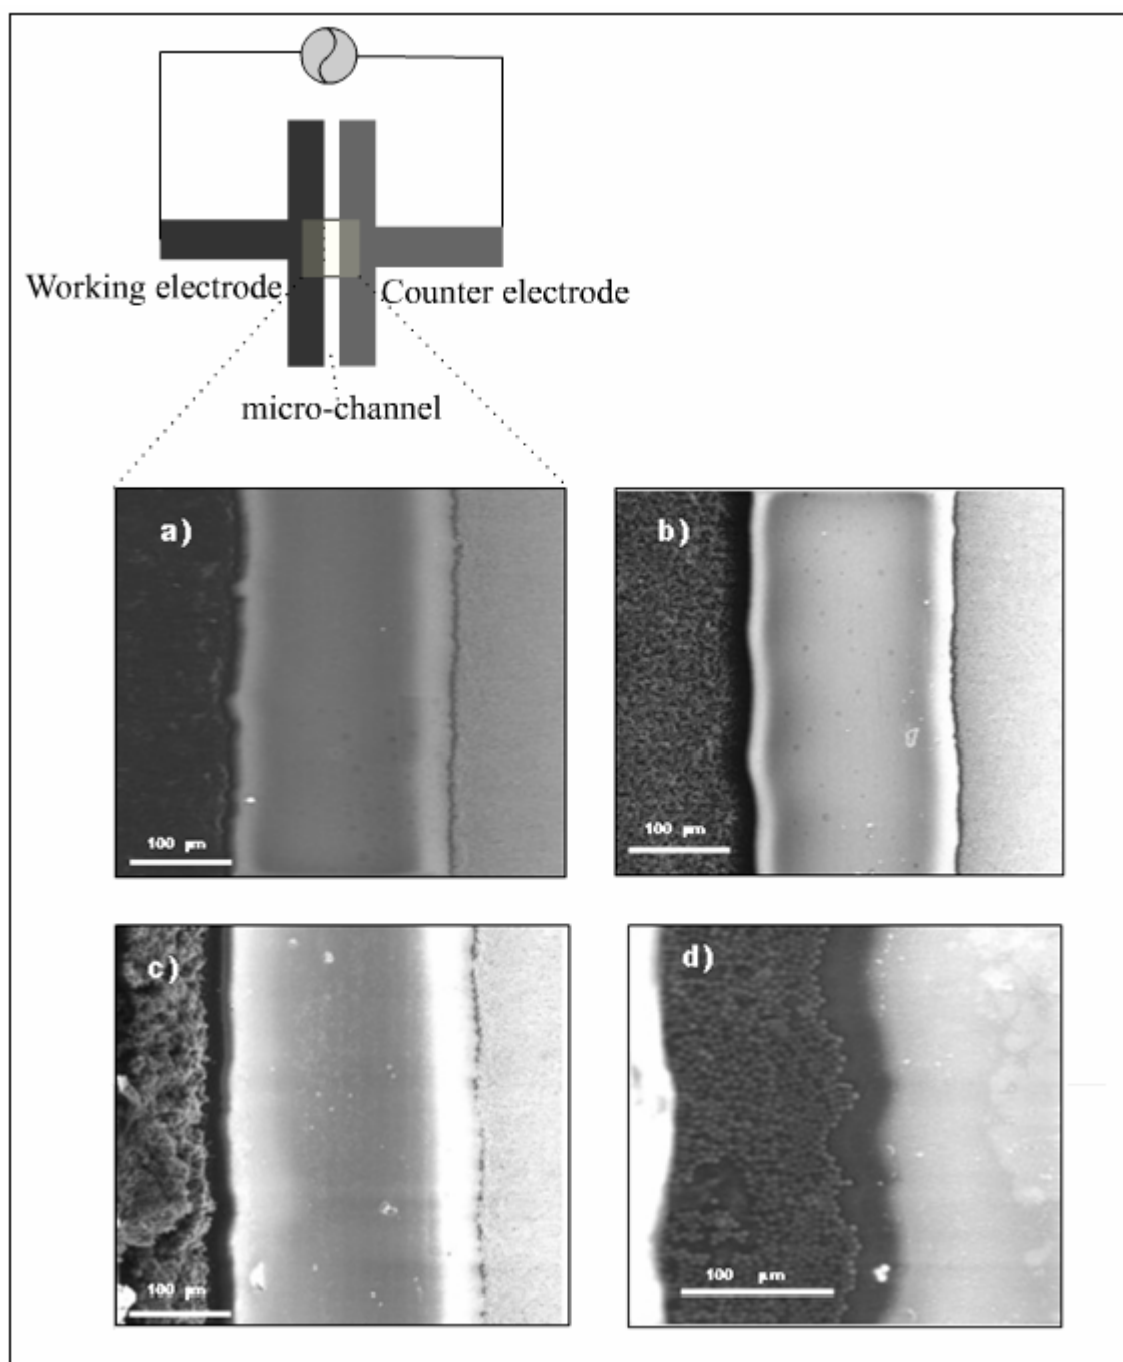 Working electrode
Counter electrode
micro-channel
a)
b)
100 μm
100 μm
c)
d)
100 μm
100 μm